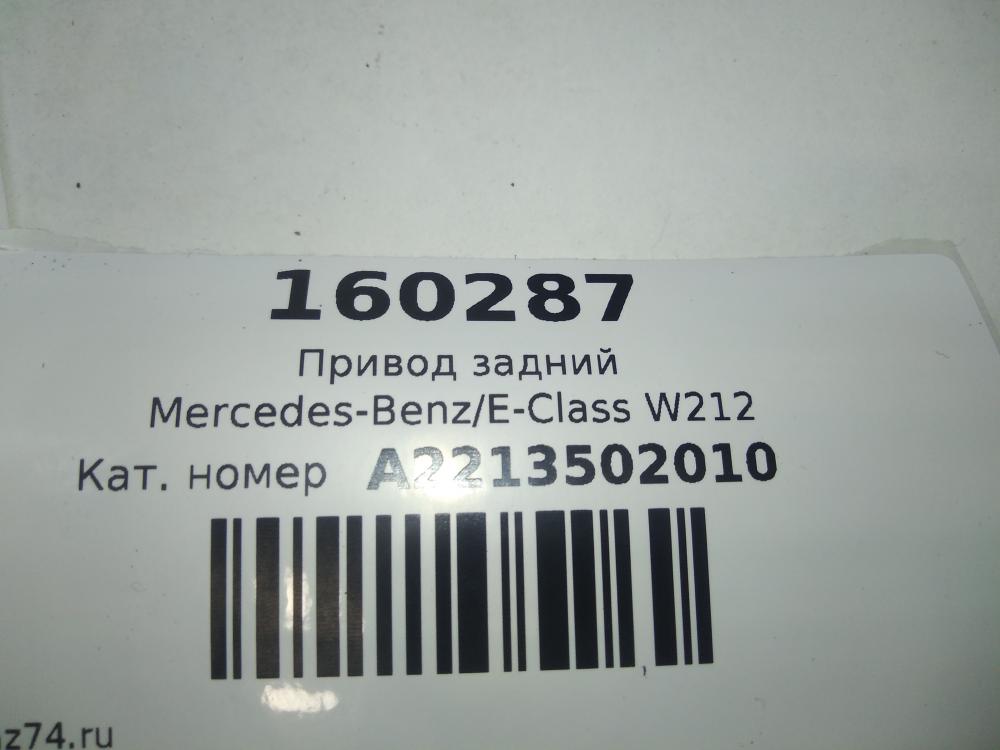 160287
Привод задний
Mercedes-Benz/E-Class W212
Кат. номер A2213502010
z74.ru